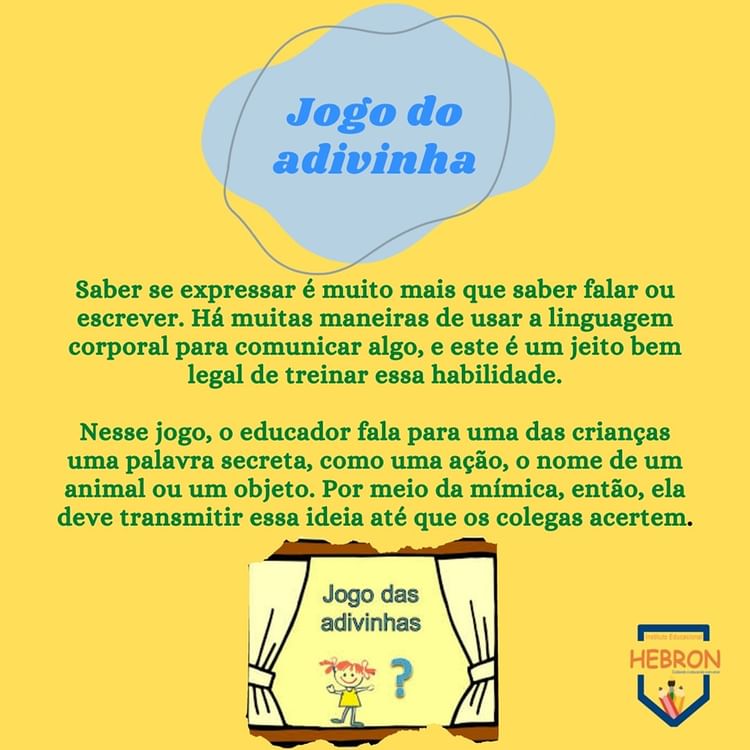 Jogo do
adivinha
Saber se expressar é muito mais que saber falar ou
escrever. Há muitas maneiras de usar a linguagem
corporal para comunicar algo, e este é um jeito bem
legal de treinar essa habilidade.
Nesse jogo, o educador fala para uma das crianças
uma palavra secreta, como uma ação, o nome de um
animal ou um objeto. Por meio da mímica, então, ela
deve transmitir essa ideia até que os colegas acertem.
Jogo das
adivinhas
?
Instituto Educacional
HEBRON